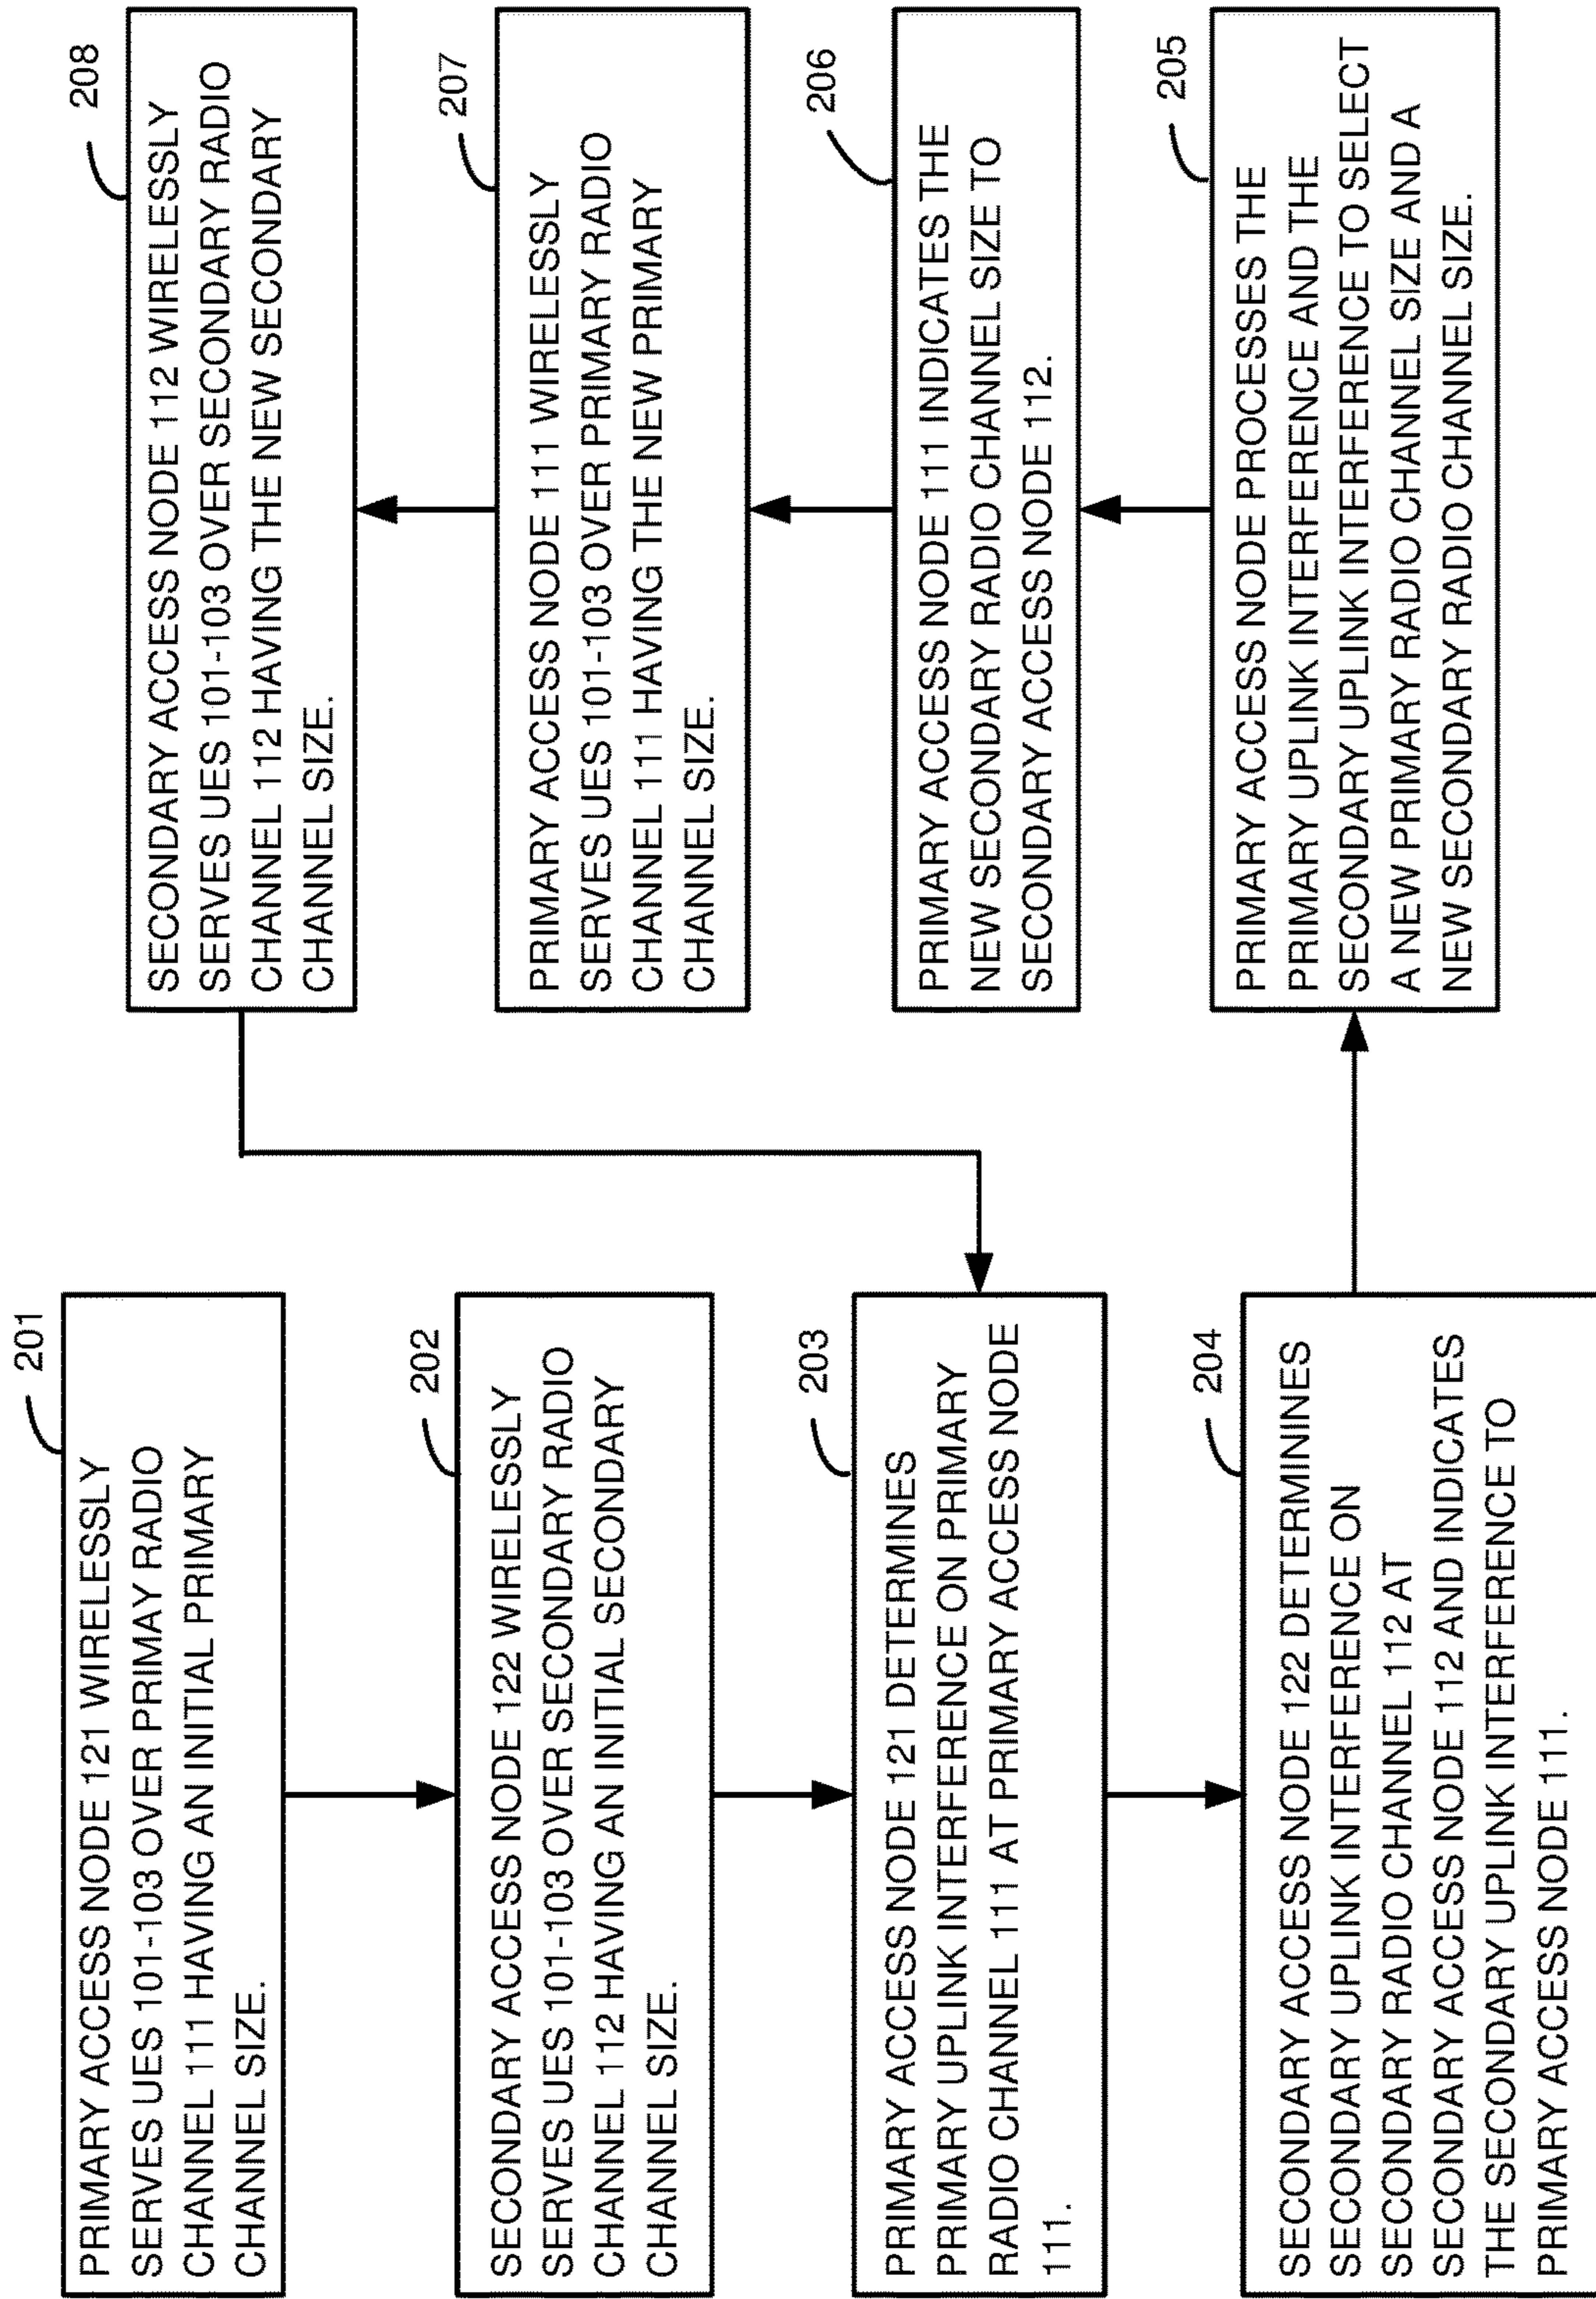 201
PRIMARY ACCESS NODE 121 WIRELESSLY
SERVES UES 101-103 OVER PRIMAY RADIO
CHANNEL 111 HAVING AN INITIAL PRIMARY
CHANNEL SIZE.
202
SECONDARY ACCESS NODE 122 WIRELESSLY
SERVES UES 101-103 OVER SECONDARY RADIO
CHANNEL 112 HAVING AN INITIAL SECONDARY
CHANNEL SIZE.
203
PRIMARY ACCESS NODE 121 DETERMINES
PRIMARY UPLINK INTERFERENCE ON PRIMARY
RADIO CHANNEL 111 AT PRIMARY ACCESS NODE
111.
204
SECONDARY ACCESS NODE 122 DETERMININES
SECONDARY UPLINK INTERFERENCE ON
SECONDARY RADIO CHANNEL 112 AT
SECONDARY ACCESS NODE 112 AND INDICATES
THE SECONDARY UPLINK INTERFERENCE TO
PRIMARY ACCESS NODE 111.
205
PRIMARY ACCESS NODE PROCESSES THE
PRIMARY UPLINK INTERFERENCE AND THE
SECONDARY UPLINK INTERFERENCE TO SELECT
A NEW PRIMARY RADIO CHANNEL SIZE AND A
NEW SECONDARY RADIO CHANNEL SIZE.
206
PRIMARY ACCESS NODE 111 INDICATES THE
NEW SECONDARY RADIO CHANNEL SIZE TO
SECONDARY ACCESS NODE 112.
207
PRIMARY ACCESS NODE 111 WIRELESSLY
SERVES UES 101-103 OVER PRIMARY RADIO
CHANNEL 111 HAVING THE NEW PRIMARY
CHANNEL SIZE.
208
SECONDARY ACCESS NODE 112 WIRELESSLY
SERVES UES 101-103 OVER SECONDARY RADIO
CHANNEL 112 HAVING THE NEW SECONDARY
CHANNEL SIZE.